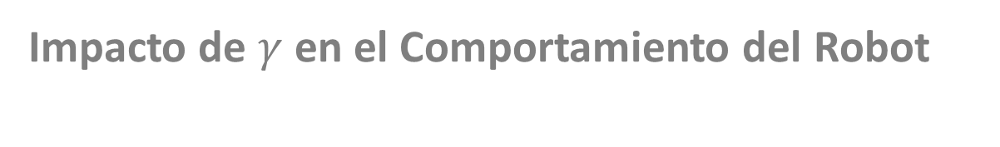 Impacto de γ en el Comportamiento del Robot